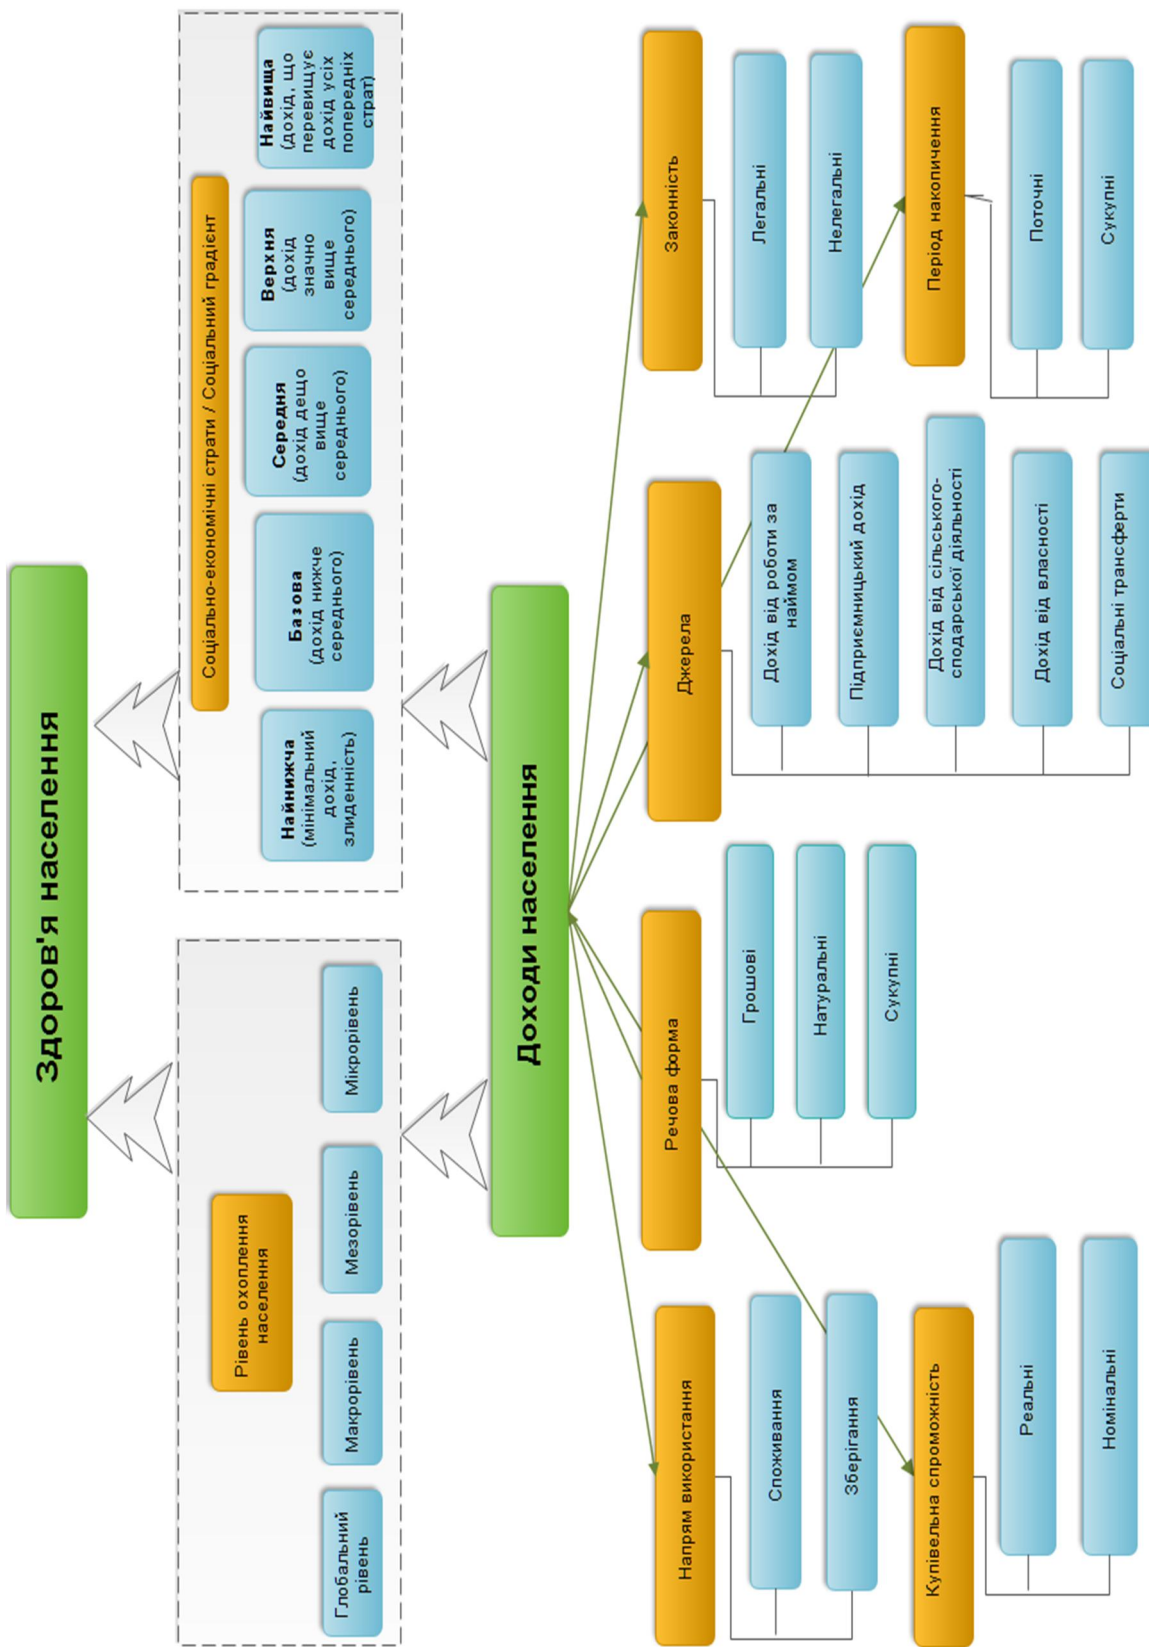 Здоров'я населення
Рівень охоплення
населення
Глобальний
рівень
Макрорівень
Мезорівень
Мікрорівень
Соціально-економічні страти / Соціальний градієнт
Найнижча
(мінімальний
дохід,
злиденність)
Базова
(дохід нижче
середнього)
Середня
(дохід дещо
вище
середнього)
Верхня
(дохід
значно
вище
середнього)
Найвища
(дохід, що
перевищує
дохід усіх
попередніх
страт)
Доходи населення
Напрям використання
Споживання
Зберігання
Купівельна спроможність
Реальні
Номінальні
Речова форма
Грошові
Натуральні
Сукупні
Джерела
Дохід від роботи за
наймом
Підприємницький дохід
Дохід від сільського-
сподарської діяльності
Дохід від власності
Соціальні трансферти
Законність
Легальні
Нелегальні
Період накопичення
Поточні
Сукупні